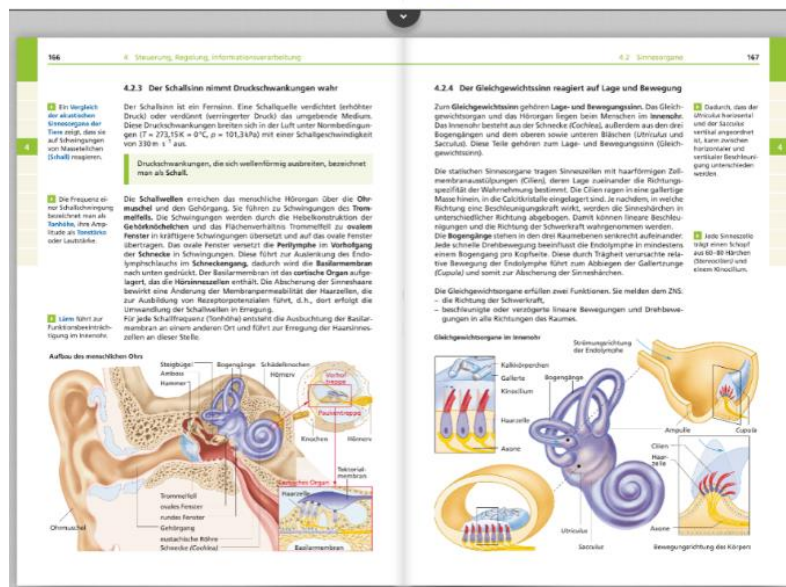 166
4 Steuerung, Regelung, Informationsverarbeitung
4.2.3 Der Schallsinn nimmt Druckschwankungen wahr
Ein Vergleich
der akustischen
Sinnesorgane der
Tiere zeigt, dass sie
auf Schwingungen
von Masseteilchen
(Schall) reagieren.
4
Der Schallsinn ist ein Fernsinn. Eine Schallquelle verdichtet (erhöhter
Druck) oder verdünnt (verringerter Druck) das umgebende Medium.
Diese Druckschwankungen breiten sich in der Luft unter Normbedingun-
gen (T = 273,15K = 0°C, p = 101,3kPa) mit einer Schallgeschwindigkeit
von 330m · s⁻¹ aus.
Druckschwankungen, die sich wellenförmig ausbreiten, bezeichnet
man als Schall.
Die Frequenz ei-
ner Schallschwingung
bezeichnet man als
Tonhöhe, ihre Amp-
litude als Tonstärke
oder Lautstärke.
Die Schallwellen erreichen das menschliche Hörorgan über die Ohr-
muschel und den Gehörgang. Sie führen zu Schwingungen des Trom-
melfells. Die Schwingungen werden durch die Hebelkonstruktion der
Gehörknöchelchen und das Flächenverhältnis Trommelfell zu ovalem
Fenster in kräftigere Schwingungen übersetzt und auf das ovale Fenster
übertragen. Das ovale Fenster versetzt die Perilymphe im Vorhofgang
der Schnecke in Schwingungen. Diese führt zur Auslenkung des Endo-
lymphschlauchs im Schneckengang, dadurch wird die Basilarmembran
nach unten gedrückt. Der Basilarmembran ist das cortische Organ aufge-
lagert, das die Hörsinneszellen enthält. Die Abscherung der Sinneshaare
bewirkt eine Änderung der Membranpermeabilität der Haarzellen, die
zur Ausbildung von Rezeptorpotenzialen führt, d.h., dort erfolgt die
Umwandlung der Schallwellen in Erregung.
Für jede Schallfrequenz (Tonhöhe) entsteht die Ausbuchtung der Basilar-
membran an einem anderen Ort und führt zur Erregung der Haarsinnes-
zellen an dieser Stelle.
Lärm führt zur
Funktionsbeeinträch-
tigung im Innenohr.
Aufbau des menschlichen Ohrs
Steigbügel
Bogengänge
Schädelknochen
Amboss
Hörnerv
Hammer
Vorhof-
treppe
Paukentreppe
Knochen
Hörnerv
Tektorial-
membran
Cortisches Organ
Haarzelle
Trommelfell
ovales Fenster
rundes Fenster
Gehörgang
eustachische Röhre
Schnecke (Cochlea)
Ohrmuschel
Basilarmembran
4.2 Sinnesorgane
167
4.2.4 Der Gleichgewichtssinn reagiert auf Lage und Bewegung
Zum Gleichgewichtssinn gehören Lage- und Bewegungssinn. Das Gleich-
gewichtsorgan und das Hörorgan liegen beim Menschen im Innenohr.
Das Innenohr besteht aus der Schnecke (Cochlea), außerdem aus den drei
Bogengängen und dem oberen sowie unteren Bläschen (Utriculus und
Sacculus). Diese Teile gehören zum Lage- und Bewegungssinn (Gleich-
gewichtssinn).
Dadurch, dass der
Utriculus horizontal
und der Sacculus
vertikal angeordnet
ist, kann zwischen
horizontaler und
vertikaler Beschleuni-
gung unterschieden
werden.
4
Die statischen Sinnesorgane tragen Sinneszellen mit haarförmigen Zell-
membranausstülpungen (Cilien), deren Lage zueinander die Richtungs-
spezifität der Wahrnehmung bestimmt. Die Cilien ragen in eine gallertige
Masse hinein, in die Calcitkristalle eingelagert sind. Je nachdem, in welche
Richtung eine Beschleunigungskraft wirkt, werden die Sinneshärchen in
unterschiedlicher Richtung abgebogen. Damit können lineare Beschleu-
nigungen und die Richtung der Schwerkraft wahrgenommen werden.
Die Bogengänge stehen in den drei Raumebenen senkrecht aufeinander.
Jede schnelle Drehbewegung beeinflusst die Endolymphe in mindestens
einem Bogengang pro Kopfseite. Diese durch Trägheit verursachte rela-
tive Bewegung der Endolymphe führt zum Abbiegen der Gallertzunge
(Cupula) und somit zur Abscherung der Sinneshärchen.
Jede Sinneszelle
trägt einen Schopf
aus 60–80 Härchen
(Stereocilien) und
einem Kinocilium.
Die Gleichgewichtsorgane erfüllen zwei Funktionen. Sie melden dem ZNS:
– die Richtung der Schwerkraft,
– beschleunigte oder verzögerte lineare Bewegungen und Drehbewe-
gungen in alle Richtungen des Raumes.
Gleichgewichtsorgane im Innenohr
Strömungsrichtung
der Endolymphe
Kalkkörperchen
Gallerte
Bogengänge
Kinocilium
Haarzelle
Axone
Ampulle
Cupula
Cilien
Haar-
zelle
Axone
Utriculus
Sacculus
Bewegungsrichtung des Körpers